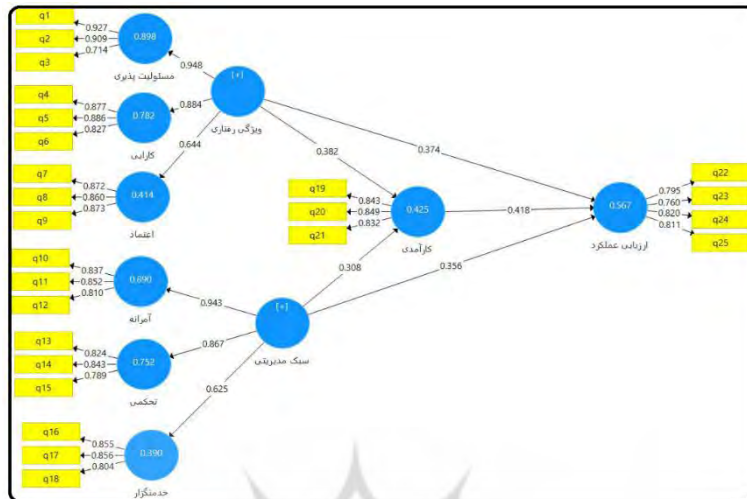 q1
q2
q3
0.927
0.909
0.714
0.898
مسئولیت پذیری
q4
q5
q6
0.877
0.886
0.827
0.782
کارایی
q7
q8
q9
0.872
0.860
0.873
0.414
اعتماد
q10
q11
q12
0.837
0.852
0.810
0.890
آمرانه
q13
q14
q15
0.824
0.843
0.789
0.752
تحکمی
q16
q17
q18
0.855
0.856
0.804
0.390
خدمتگزار
0.948
0.884
0.644
[+]
ویژگی رفتاری
0.943
0.867
0.625
[+]
سبک مدیریتی
0.382
0.374
0.308
0.356
q19
q20
q21
0.843
0.849
0.832
0.425
کارآمدی
0.418
0.567
ارزیابی عملکرد
0.795
0.760
0.820
0.811
q22
q23
q24
q25